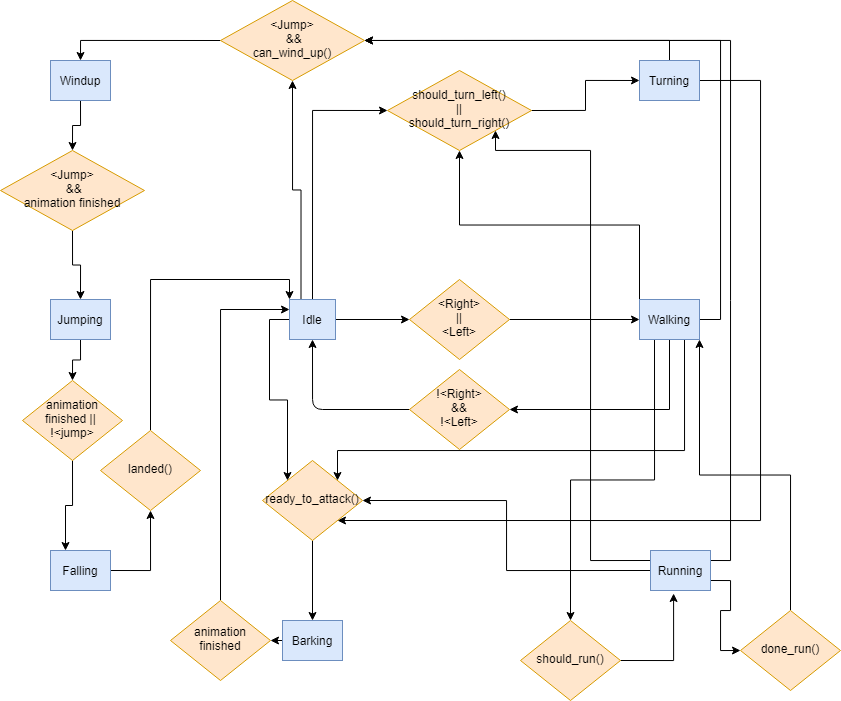 <Jump>
&&
can_wind_up()
Windup
should_turn_left()
||
should_turn_right()
Turning
<Jump>
&&
animation finished
Jumping
Idle
<Right>
||
<Left>
Walking
!<Right>
&&
!<Left>
animation
finished ||
!<jump>
landed()
ready_to_attack()
Falling
Running
animation
finished
Barking
should_run()
done_run()